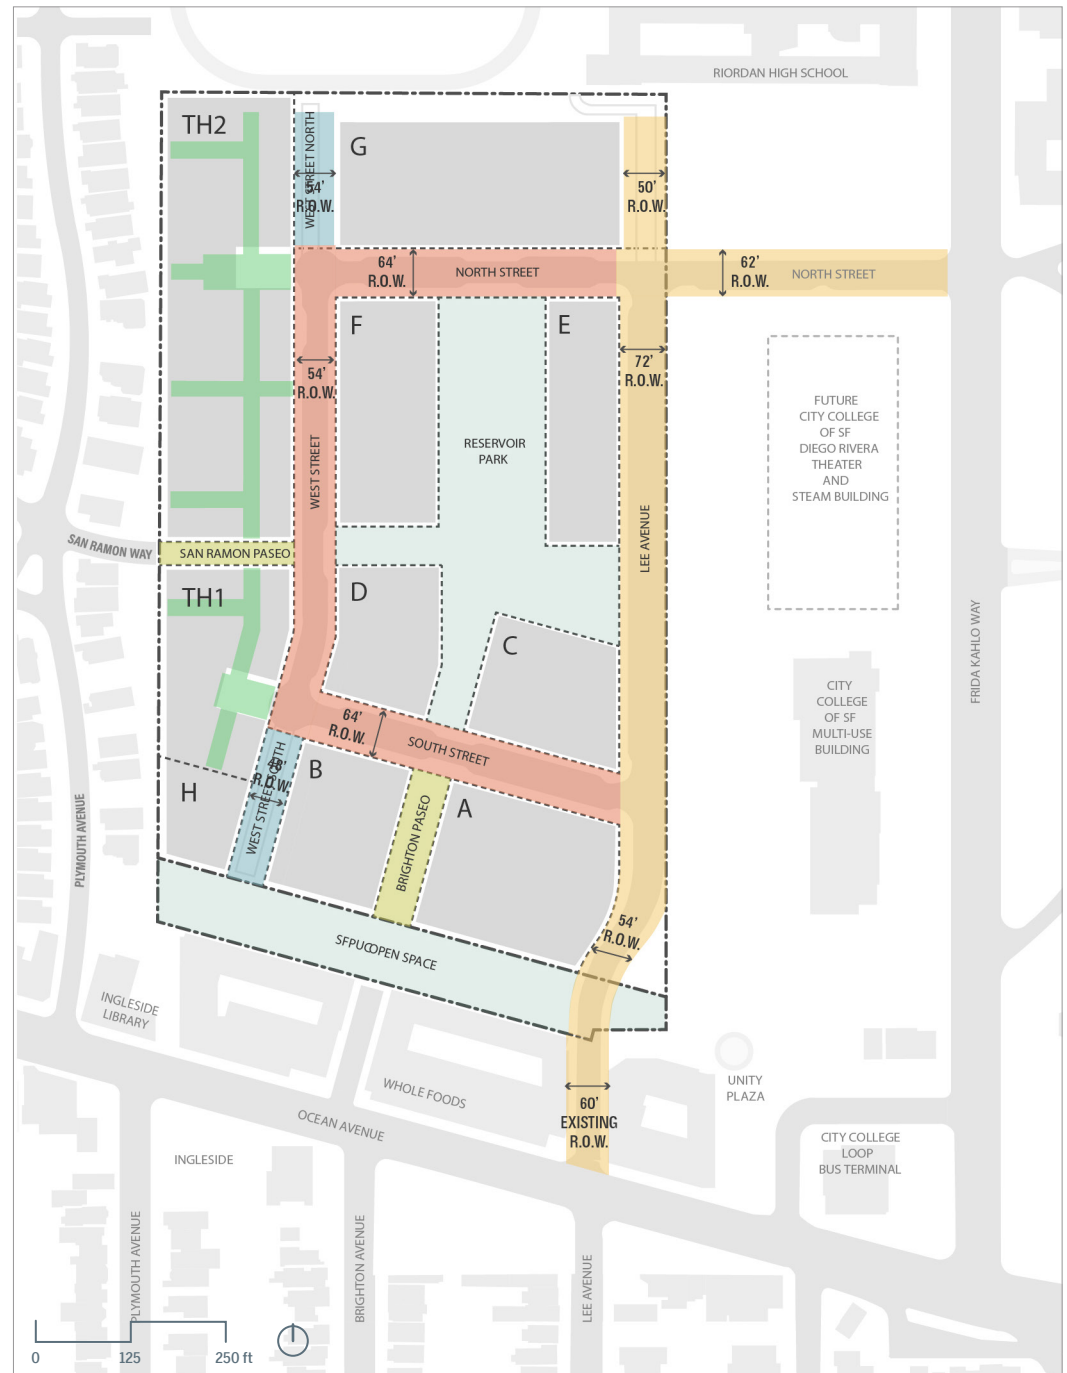 RIORDAN HIGH SCHOOL
TH2
WEST STREET NORTH
54'
R.O.W.
G
50'
R.O.W.
64'
R.O.W.
NORTH STREET
62'
R.O.W.
NORTH STREET
F
E
54'
R.O.W.
72'
R.O.W.
RESERVOIR
PARK
WEST STREET
LEE AVENUE
FUTURE
CITY COLLEGE
OF SF
DIEGO RIVERA
THEATER
AND
STEAM BUILDING
SAN RAMON WAY
SAN RAMON PASEO
TH1
D
C
FRIDA KAHLO WAY
CITY
COLLEGE
OF SF
MULTI-USE
BUILDING
64'
R.O.W.
SOUTH STREET
48'
R.O.W.
WEST STREET SOUTH
H
B
A
BRIGHTON PASEO
PLYMOUTH AVENUE
54'
R.O.W.
SFPUC OPEN SPACE
INGLESIDE
LIBRARY
WHOLE FOODS
UNITY
PLAZA
60'
EXISTING
R.O.W.
OCEAN AVENUE
CITY COLLEGE
LOOP
BUS TERMINAL
INGLESIDE
PLYMOUTH AVENUE
BRIGHTON AVENUE
LEE AVENUE
0 125 250 ft